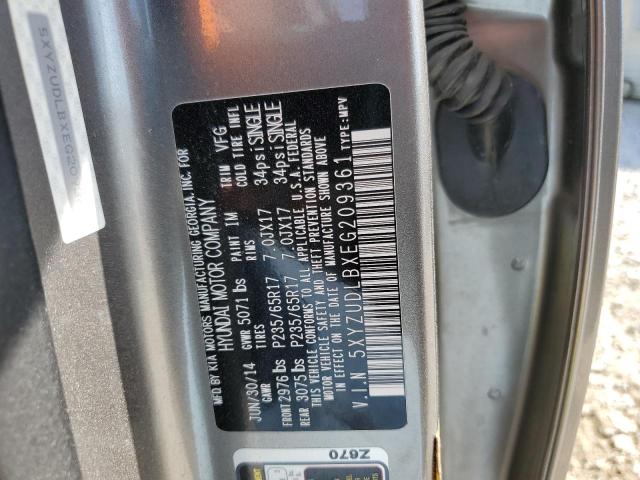 MFD BY KIA MOTORS MANUFACTURING GEORGIA, INC. FOR
HYUNDAI MOTOR COMPANY
JUN/30/14 GVWR 5071 lbs PAINT IM TRIM VFG
GAWR TIRES RIMS COLD TIRE INFL
FRONT 2976 lbs P235/65R17 7.0JX17 34psi SINGLE
REAR 3075 lbs P235/65R17 7.0JX17 34psi SINGLE
THIS VEHICLE CONFORMS TO ALL APPLICABLE U.S.A. FEDERAL
MOTOR VEHICLE SAFETY AND THEFT PREVENTION STANDARDS
IN EFFECT ON THE DATE OF MANUFACTURE SHOWN ABOVE
V.I.N 5XYZUDLBXEG209361 TYPE:MPV
Z670
5XYZUDLBXEG20